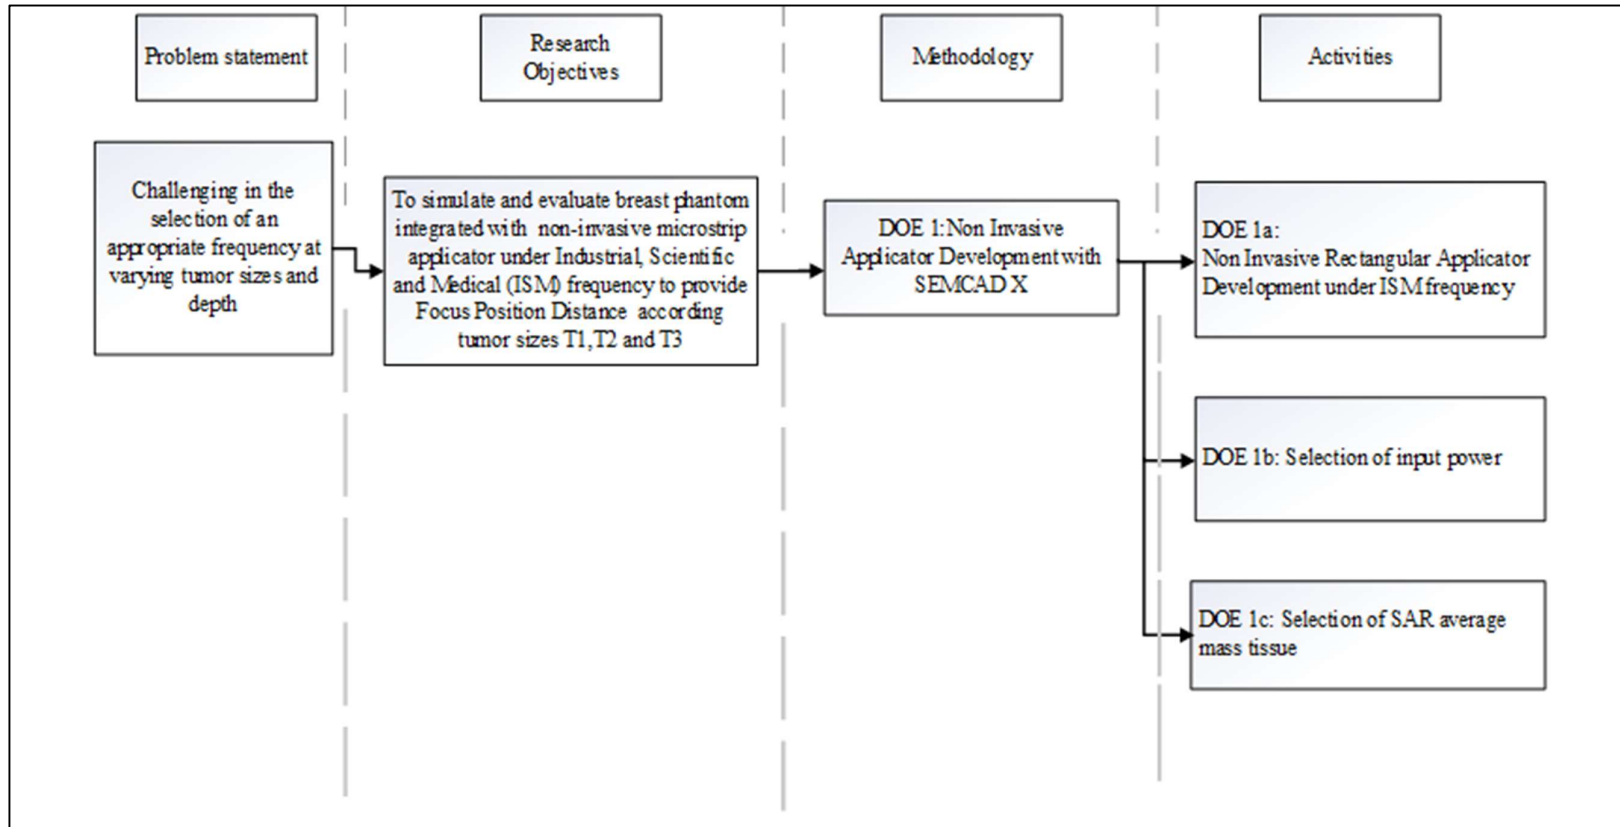 Problem statement
Research
Objectives
Methodology
Activities
Challenging in the
selection of an
appropriate frequency at
varying tumor sizes and
depth
To simulate and evaluate breast phantom
integrated with non-invasive microstrip
applicator under Industrial, Scientific
and Medical (ISM) frequency to provide
Focus Position Distance according
tumor sizes T1,T2 and T3
DOE 1:Non Invasive
Applicator Development with
SEMCAD X
DOE 1a:
Non Invasive Rectangular Applicator
Development under ISM frequency
DOE 1b: Selection of input power
DOE 1c: Selection of SAR average
mass tissue